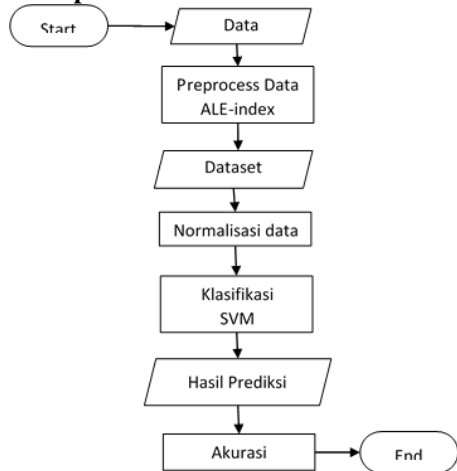 Start
Data
Preprocess Data
ALE-index
Dataset
Normalisasi data
Klasifikasi
SVM
Hasil Prediksi
Akurasi
End